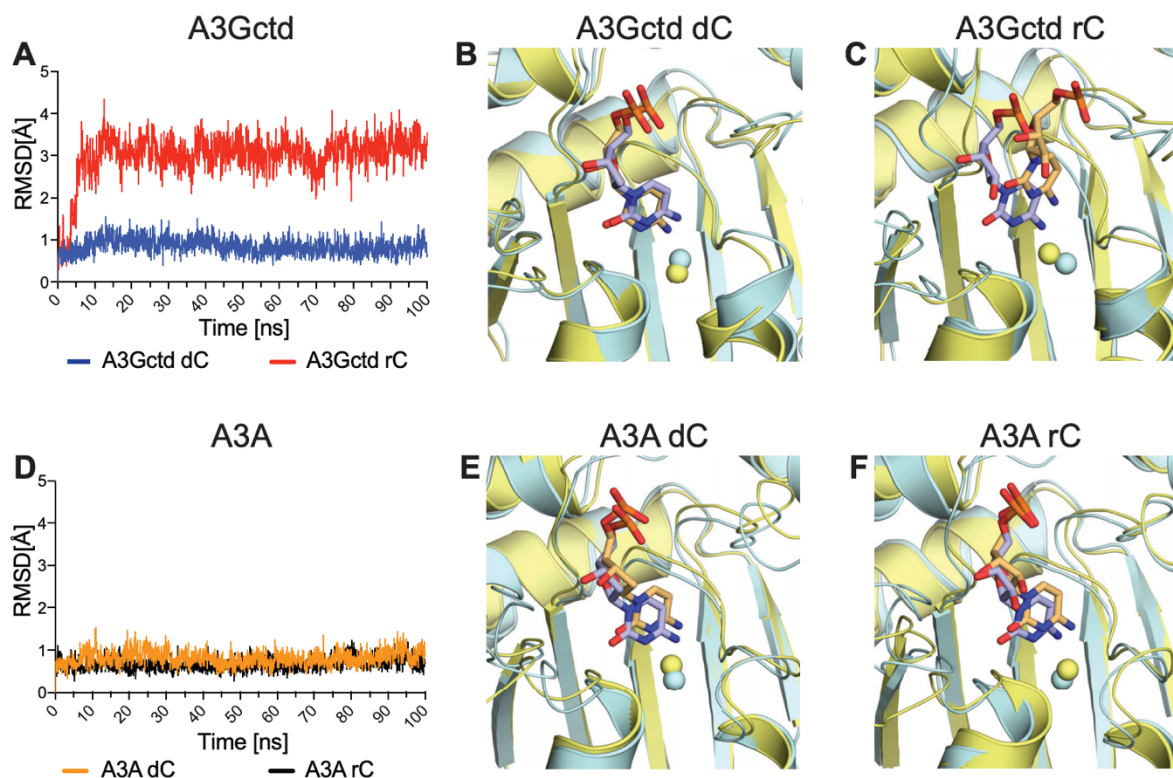 A3Gctd
A
RMSD[Å]
5
4
3
2
1
0
0 10 20 30 40 50 60 70 80 90 100
Time [ns]
A3Gctd dC A3Gctd rC
A3Gctd dC
B
A3Gctd rC
C
A3A
D
RMSD[Å]
5
4
3
2
1
0
0 10 20 30 40 50 60 70 80 90 100
Time [ns]
A3A dC A3A rC
A3A dC
E
A3A rC
F